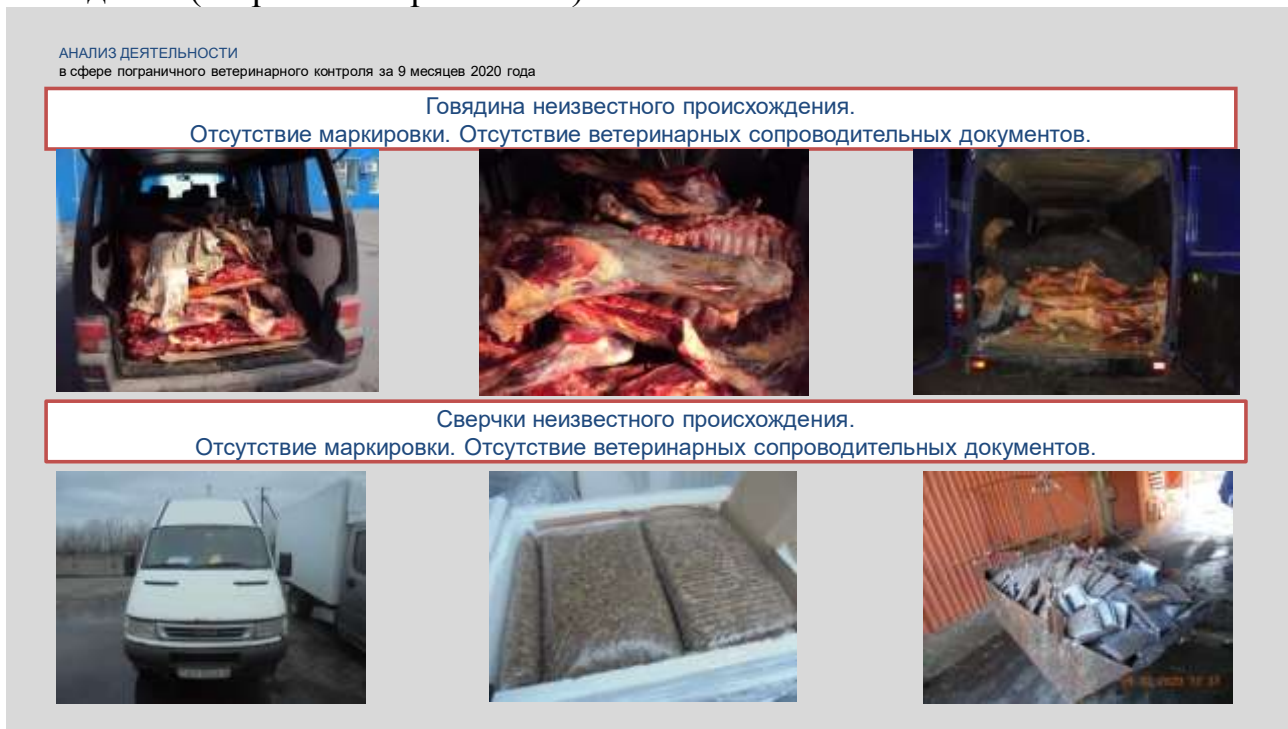 АНАЛИЗ ДЕЯТЕЛЬНОСТИ
в сфере пограничного ветеринарного контроля за 9 месяцев 2020 года
Говядина неизвестного происхождения.
Отсутствие маркировки. Отсутствие ветеринарных сопроводительных документов.
Сверчки неизвестного происхождения.
Отсутствие маркировки. Отсутствие ветеринарных сопроводительных документов.